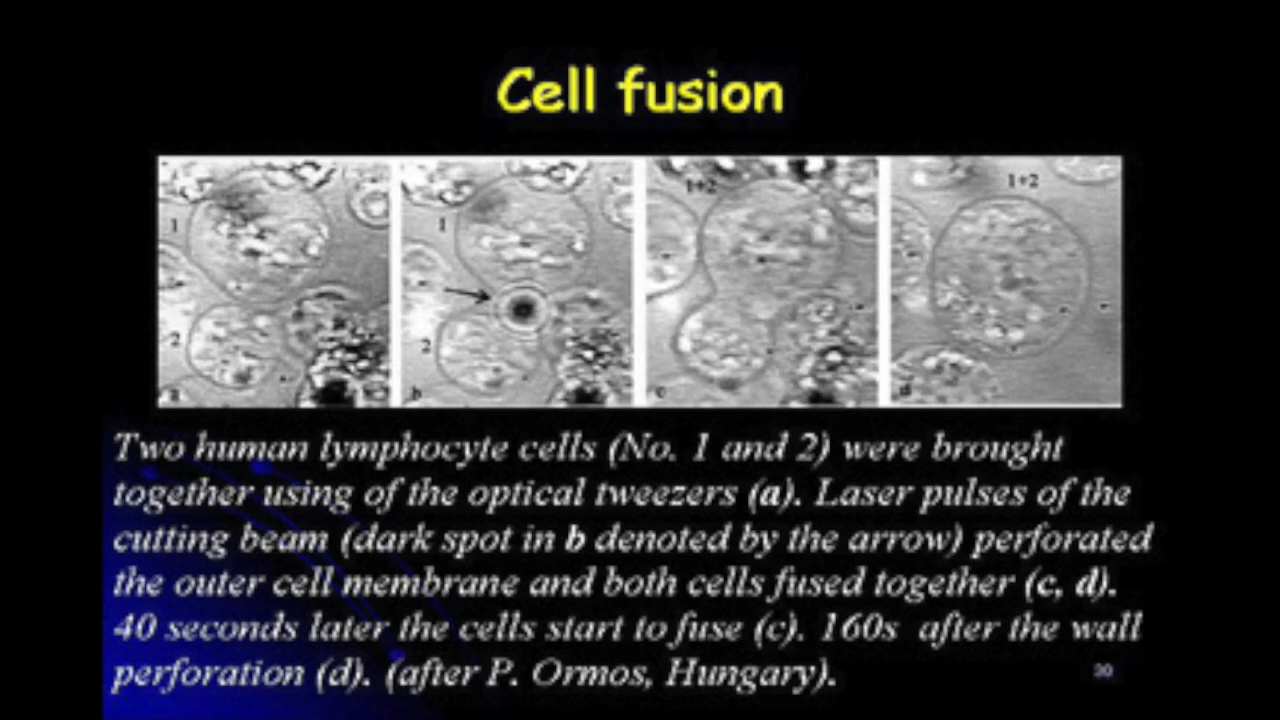 Cell fusion
1 1 1+2 1+2
2 2
a b c d
Two human lymphocyte cells (No. 1 and 2) were brought
together using of the optical tweezers (a). Laser pulses of the
cutting beam (dark spot in b denoted by the arrow) perforated
the outer cell membrane and both cells fused together (c, d).
40 seconds later the cells start to fuse (c). 160s after the wall
perforation (d). (after P. Ormos, Hungary).
30